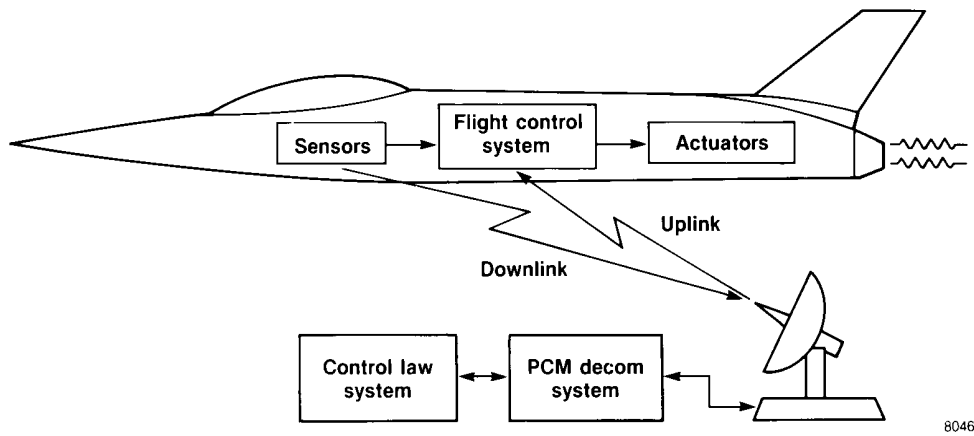 Sensors
Flight control
system
Actuators
Uplink
Downlink
Control law
system
PCM decom
system
8046